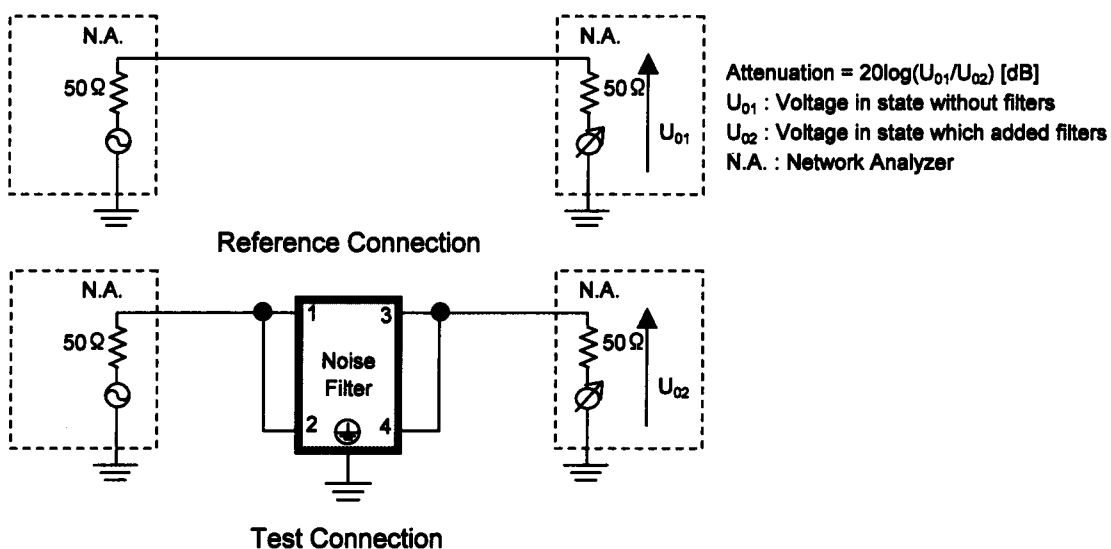 N.A.
50Ω
N.A.
50Ω
U₀₁
Attenuation = 20log(U₀₁/U₀₂) [dB]
U₀₁ : Voltage in state without filters
U₀₂ : Voltage in state which added filters
N.A. : Network Analyzer
Reference Connection
N.A.
50Ω
1
3
Noise
Filter
2
4
N.A.
50Ω
U₀₂
Test Connection